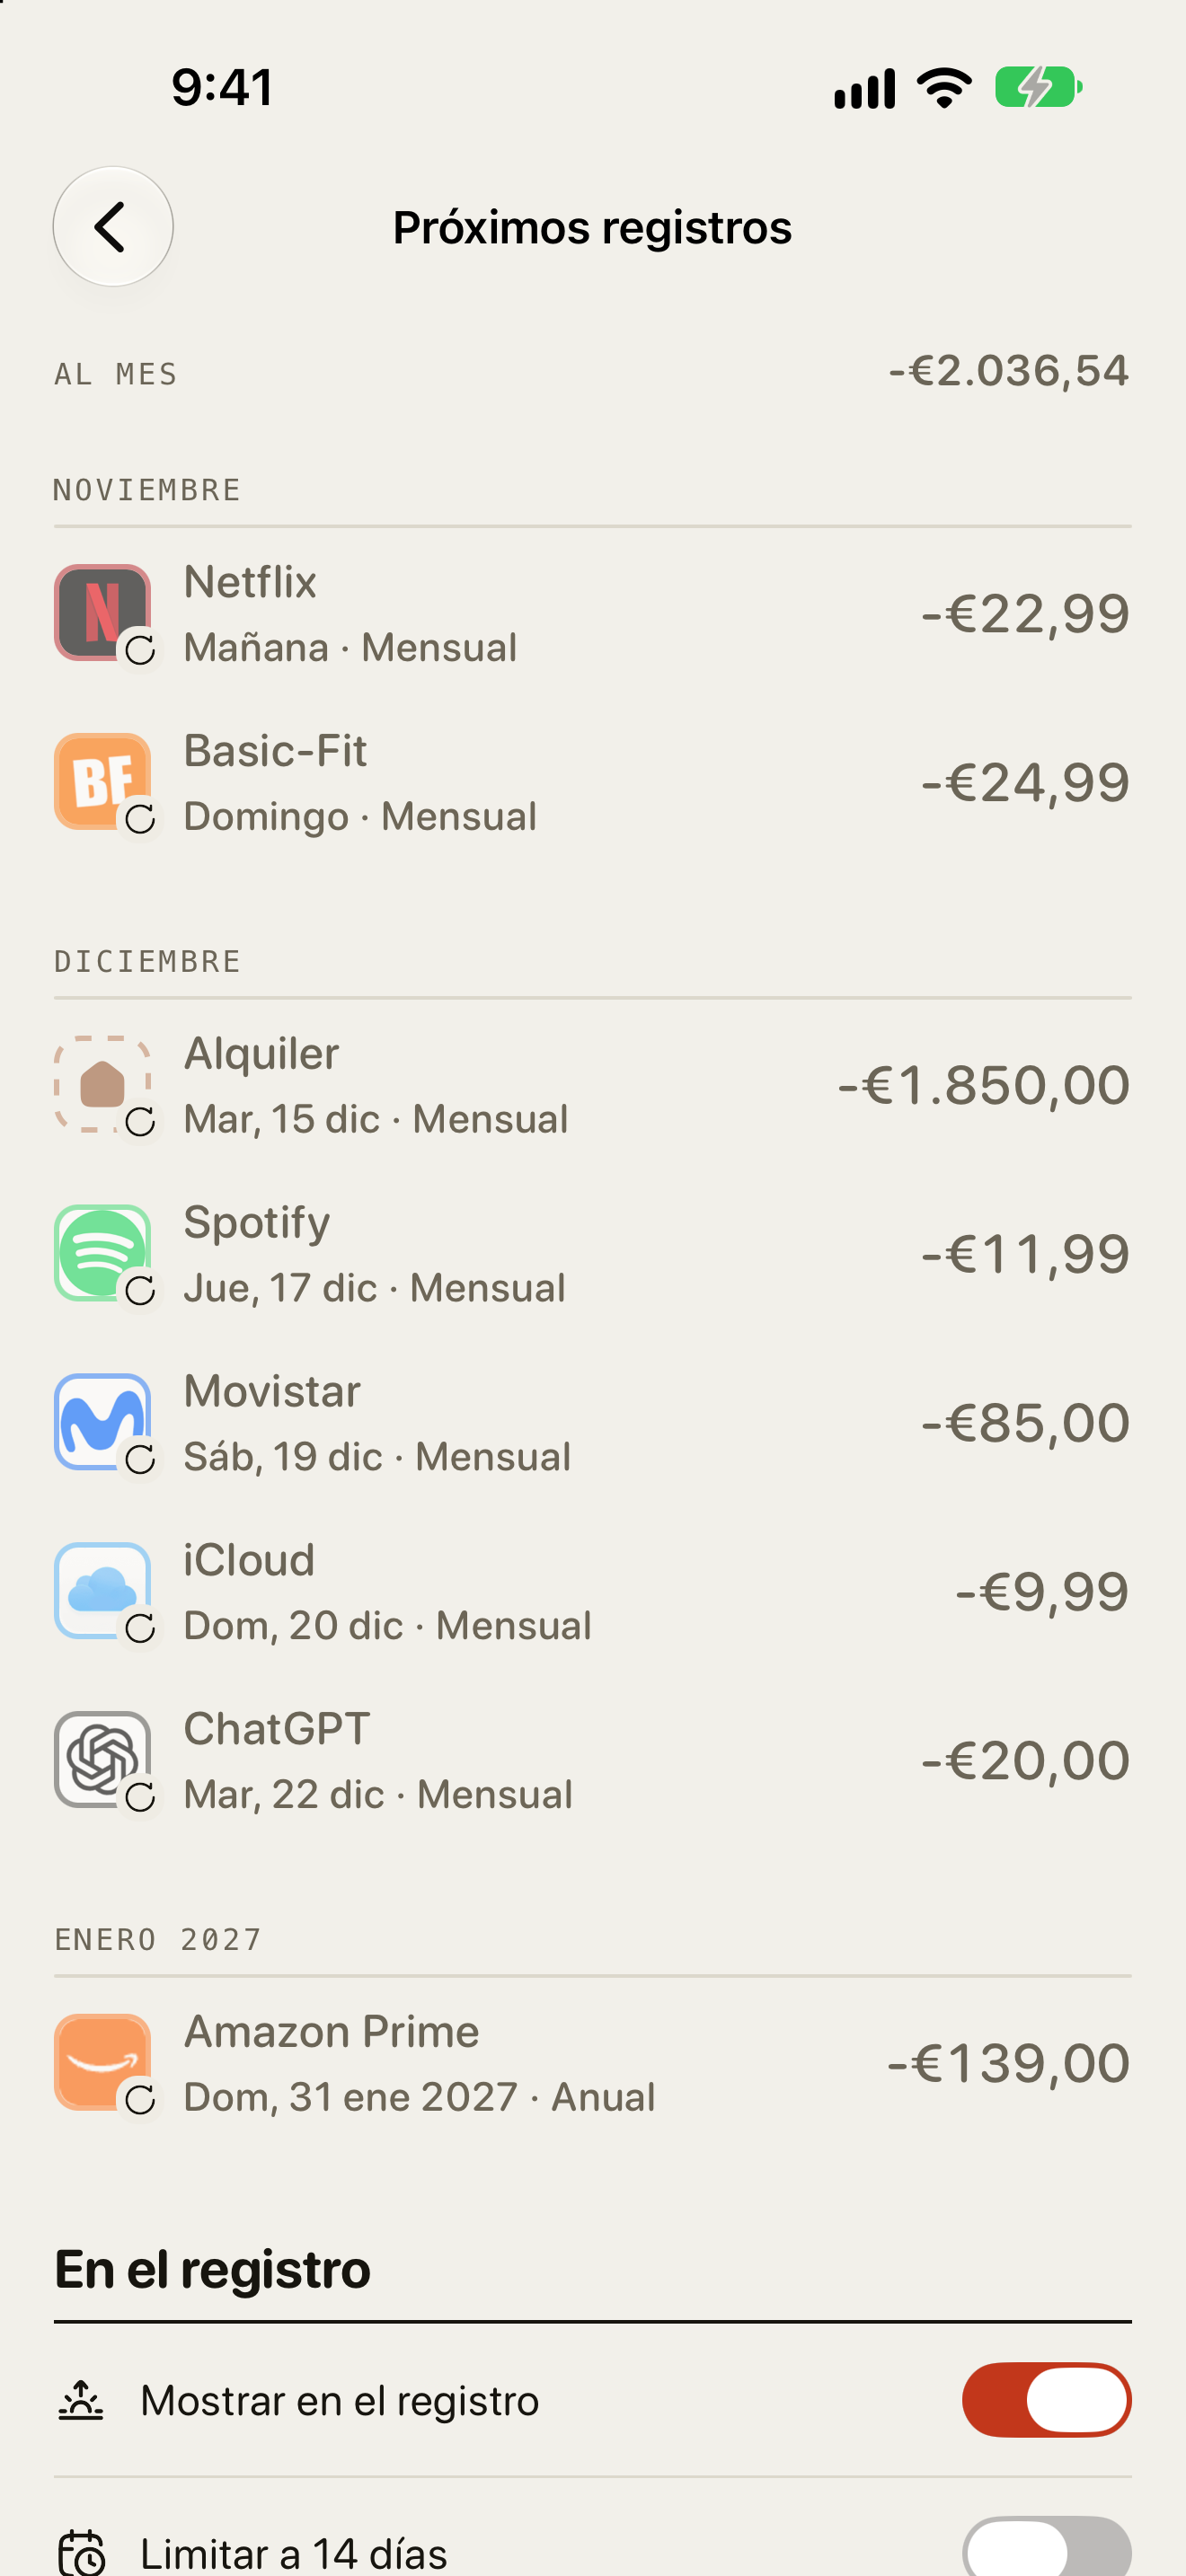 9:41
Próximos registros
AL MES -€2.036,54
NOVIEMBRE
Netflix
Mañana · Mensual
-€22,99
BF
Basic-Fit
Domingo · Mensual
-€24,99
DICIEMBRE
Alquiler
Mar, 15 dic · Mensual
-€1.850,00
Spotify
Jue, 17 dic · Mensual
-€11,99
Movistar
Sáb, 19 dic · Mensual
-€85,00
iCloud
Dom, 20 dic · Mensual
-€9,99
ChatGPT
Mar, 22 dic · Mensual
-€20,00
ENERO 2027
Amazon Prime
Dom, 31 ene 2027 · Anual
-€139,00
En el registro
Mostrar en el registro
Limitar a 14 días